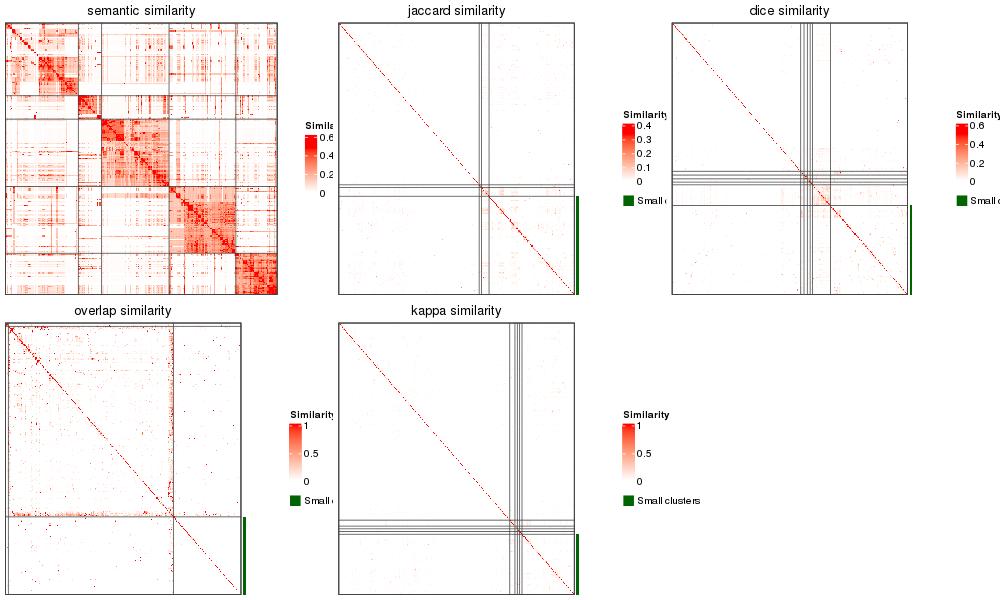 semantic similarity
Simila
0.6
0.4
0.2
0
jaccard similarity
Similarity
0.4
0.3
0.2
0.1
0
Small c
dice similarity
Similarity
0.6
0.4
0.2
0
Small c
overlap similarity
Similarity
1
0.5
0
Small c
kappa similarity
Similarity
1
0.5
0
Small clusters